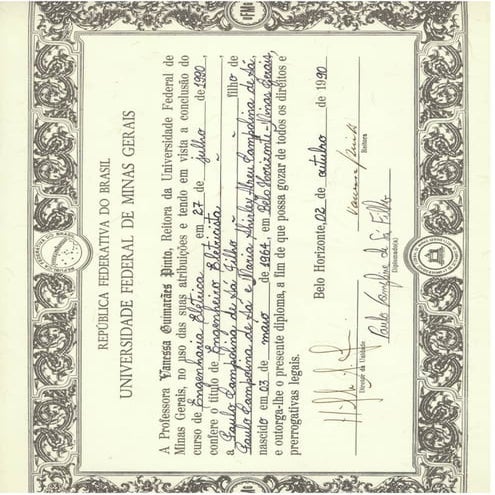 REPÚBLICA FEDERATIVA DO BRASIL
UNIVERSIDADE FEDERAL DE MINAS GERAIS
A Professora Vanessa Guimarães Pinto, Reitora da Universidade Federal de
Minas Gerais, no uso das suas atribuições e tendo em vista a conclusão do
curso de Engenharia Elétrica em 27 de julho de 1990,
confere o título de Engenheiro Eletricista
a Paulo Campolina de Sá Filho filho de
Paulo Campolina de Sá e Maria Shirley Abreu Campolina de Sá,
nascido em 03 de maio de 1964, em Belo Horizonte-Minas Gerais,
e outorga-lhe o presente diploma, a fim de que possa gozar de todos os direitos e
prerrogativas legais.
Belo Horizonte, 02 de outubro de 1990
Diretor da Unidade
Reitora
Paulo Campolina de Sá Filho
Diplomado(a)